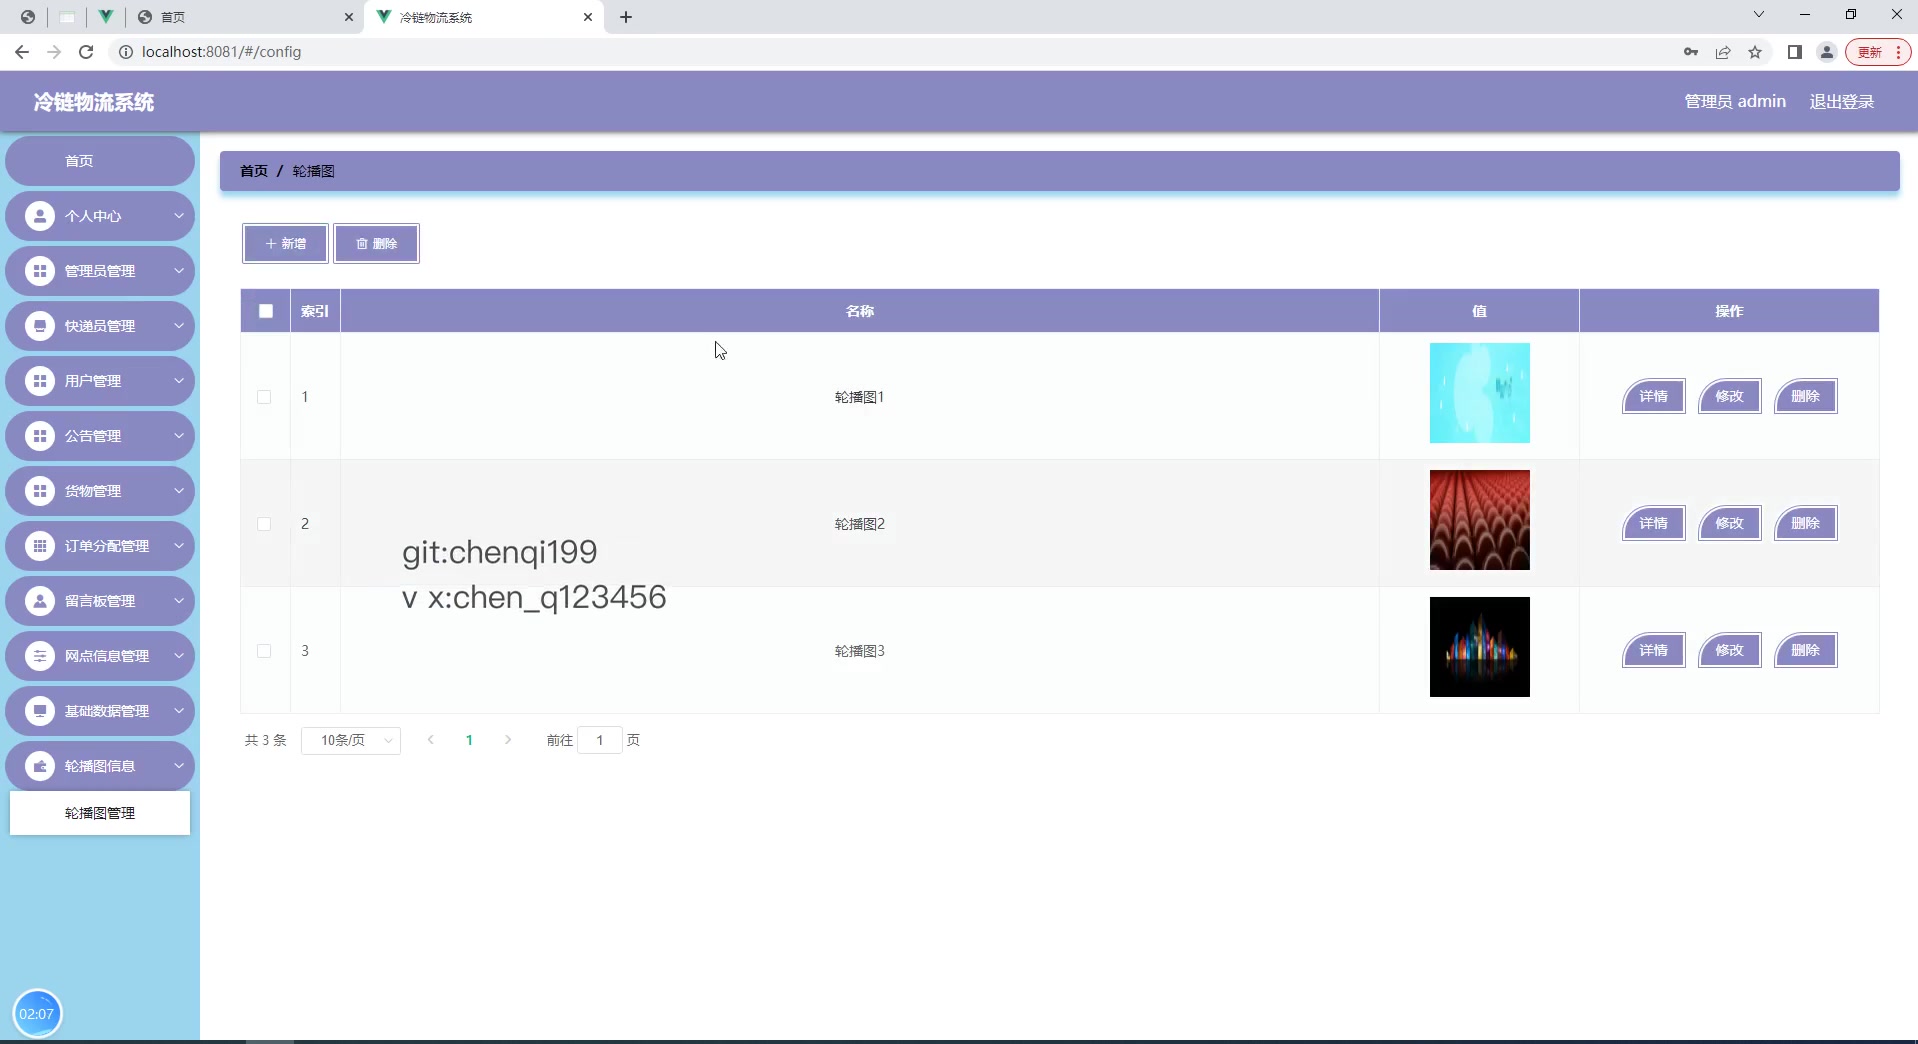 首页
冷链物流系统
localhost:8081/#/config
更新
冷链物流系统
管理员 admin
退出登录
首页
个人中心
管理员管理
快递员管理
用户管理
公告管理
货物管理
订单分配管理
留言板管理
网点信息管理
基础数据管理
轮播图信息
轮播图管理
02:07
首页 / 轮播图
新增
删除
索引 名称 值 操作
1 轮播图1 详情 修改 删除
2 轮播图2 详情 修改 删除
git:chenqi199
v x:chen_q123456
3 轮播图3 详情 修改 删除
共 3 条 10条/页 1 前往 1 页